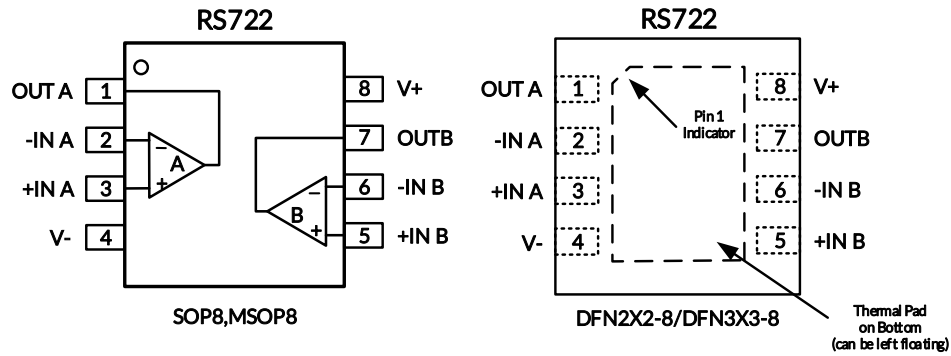 RS722
OUT A 1
-IN A 2
+IN A 3
V- 4
8 V+
7 OUTB
6 -IN B
5 +IN B
− A +
− B +
SOP8,MSOP8
RS722
OUT A 1
-IN A 2
+IN A 3
V- 4
8 V+
7 OUTB
6 -IN B
5 +IN B
Pin 1
Indicator
DFN2X2-8/DFN3X3-8
Thermal Pad
on Bottom
(can be left floating)